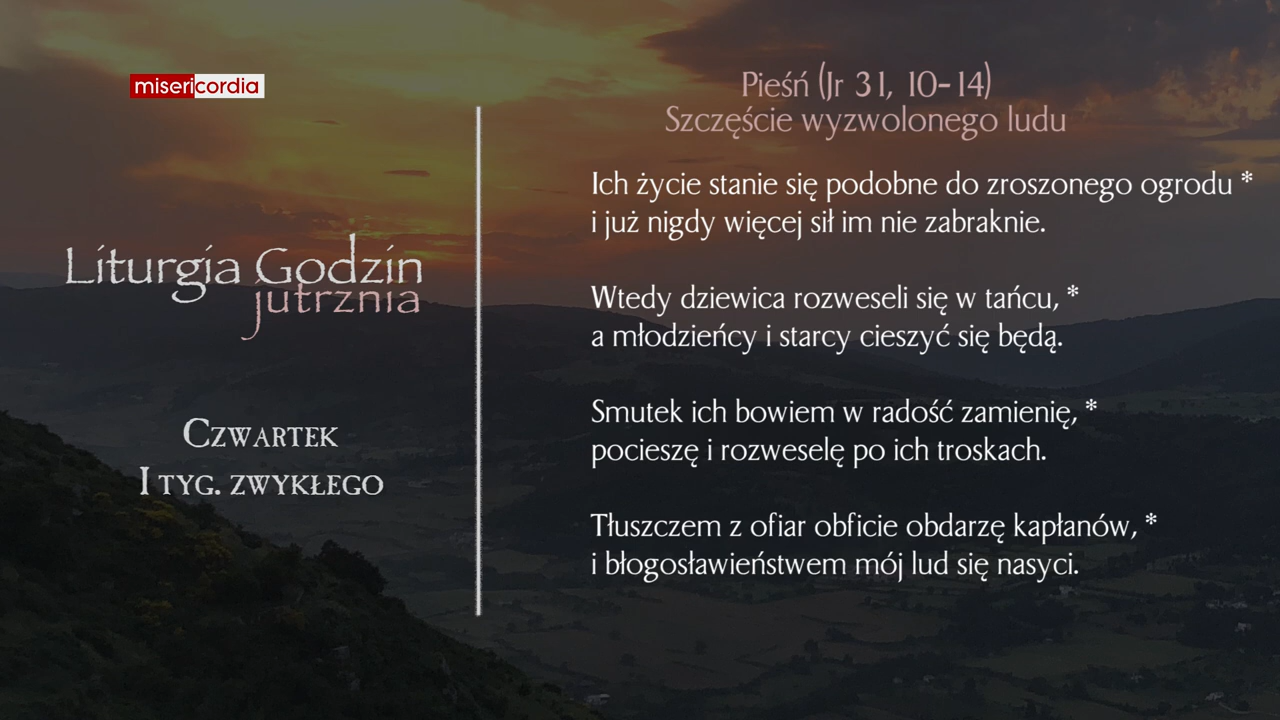 misericordia
Liturgia Godzin
jutrznia
Czwartek
I tyg. zwykłego
Pieśń (Jr 31, 10-14)
Szczęście wyzwolonego ludu
Ich życie stanie się podobne do zroszonego ogrodu *
i już nigdy więcej sił im nie zabraknie.
Wtedy dziewica rozweseli się w tańcu, *
a młodzieńcy i starcy cieszyć się będą.
Smutek ich bowiem w radość zamienię, *
pocieszę i rozweselę po ich troskach.
Tłuszczem z ofiar obficie obdarzę kapłanów, *
i błogosławieństwem mój lud się nasyci.